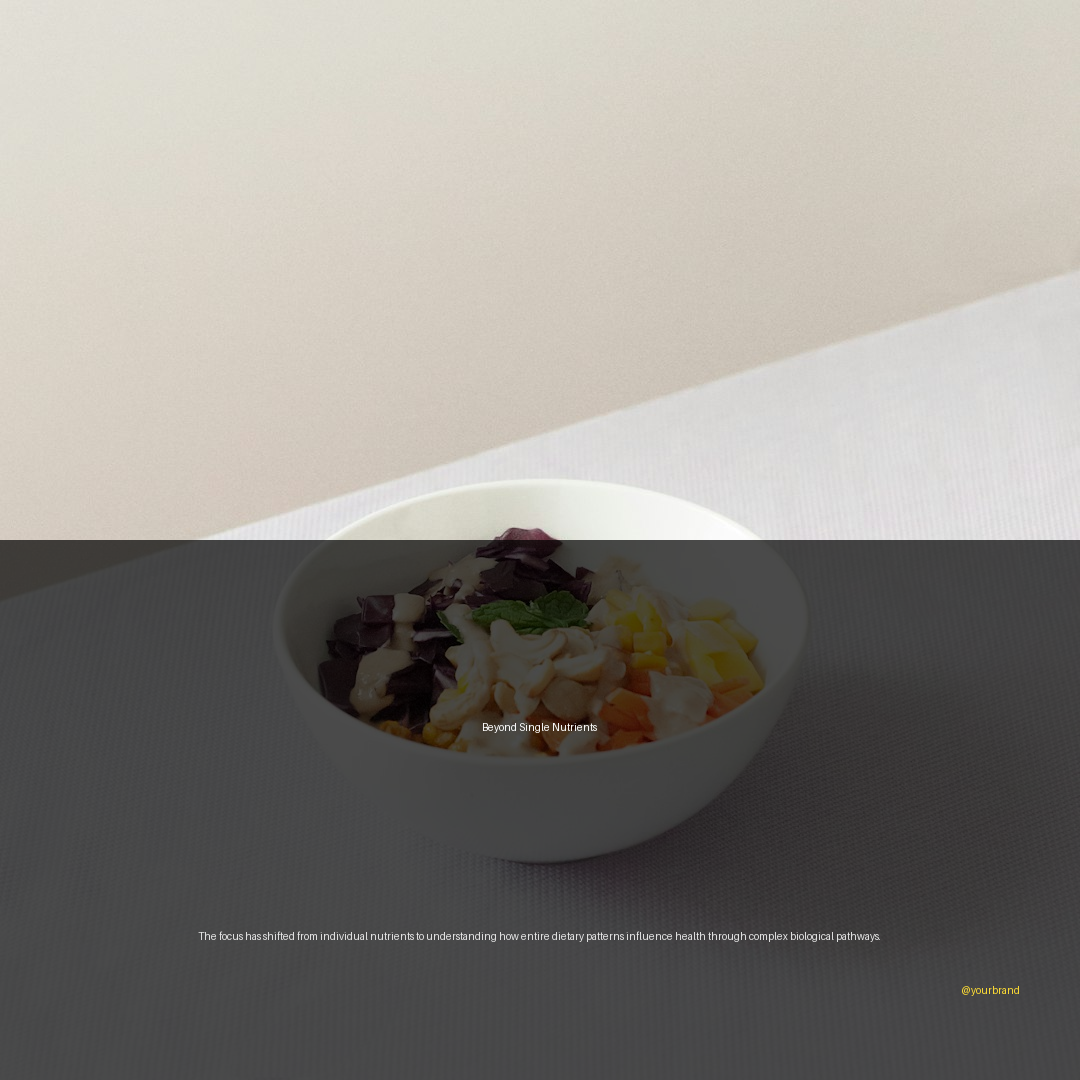 Beyond Single Nutrients
The focus has shifted from individual nutrients to understanding how entire dietary patterns influence health through complex biological pathways.
@yourbrand